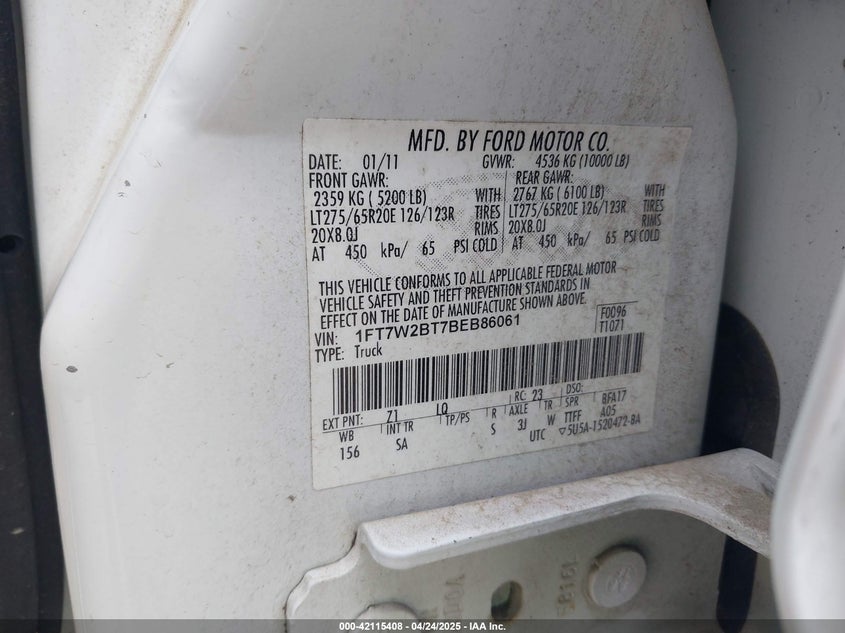 MFD. BY FORD MOTOR CO.
DATE: 01/11 GVWR: 4536 KG (10000 LB)
FRONT GAWR: REAR GAWR:
2359 KG ( 5200 LB) WITH 2767 KG ( 6100 LB) WITH
LT275/65R20E 126/123R TIRES LT275/65R20E 126/123R TIRES
20X8.0J RIMS 20X8.0J RIMS
AT 450 kPa/ 65 PSI COLD AT 450 kPa/ 65 PSI COLD
THIS VEHICLE CONFORMS TO ALL APPLICABLE FEDERAL MOTOR
VEHICLE SAFETY AND THEFT PREVENTION STANDARDS IN
EFFECT ON THE DATE OF MANUFACTURE SHOWN ABOVE.
VIN: 1FT7W2BT7BEB86061 F0096
TYPE: Truck T1071
EXT PNT: Z1 LQ RC: 23 DSO:
WB INT TR TP/PS R AXLE TR SPR BFA17
156 SA S 3J W TTFF A05
UTC ▽5U5A-1520472-BA
000-42115408 - 04/24/2025 - IAA Inc.